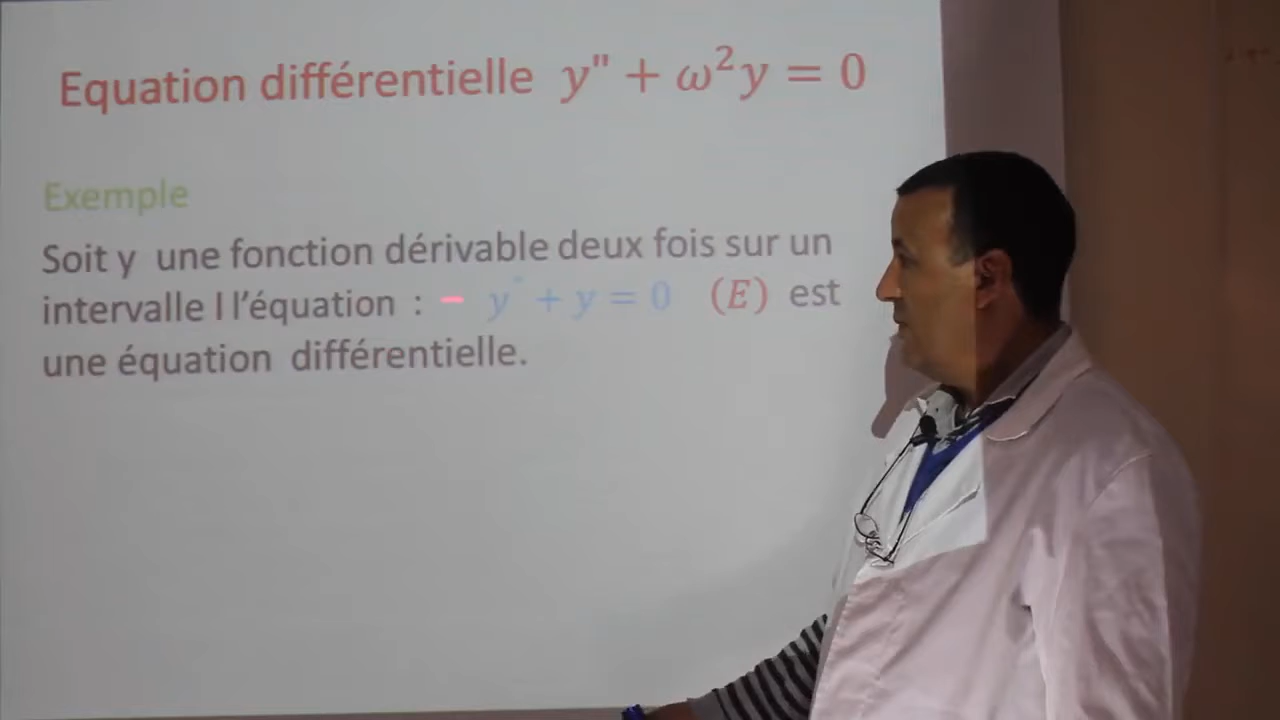 Equation différentielle y" + ω²y = 0
Exemple
Soit y une fonction dérivable deux fois sur un
intervalle I l'équation : - y" + y = 0 (E) est
une équation différentielle.